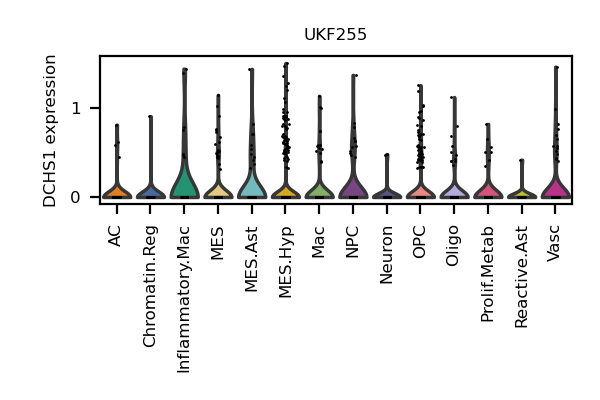 UKF255
DCHS1 expression
1
0
AC
Chromatin.Reg
Inflammatory.Mac
MES
MES.Ast
MES.Hyp
Mac
NPC
Neuron
OPC
Oligo
Prolif.Metab
Reactive.Ast
Vasc